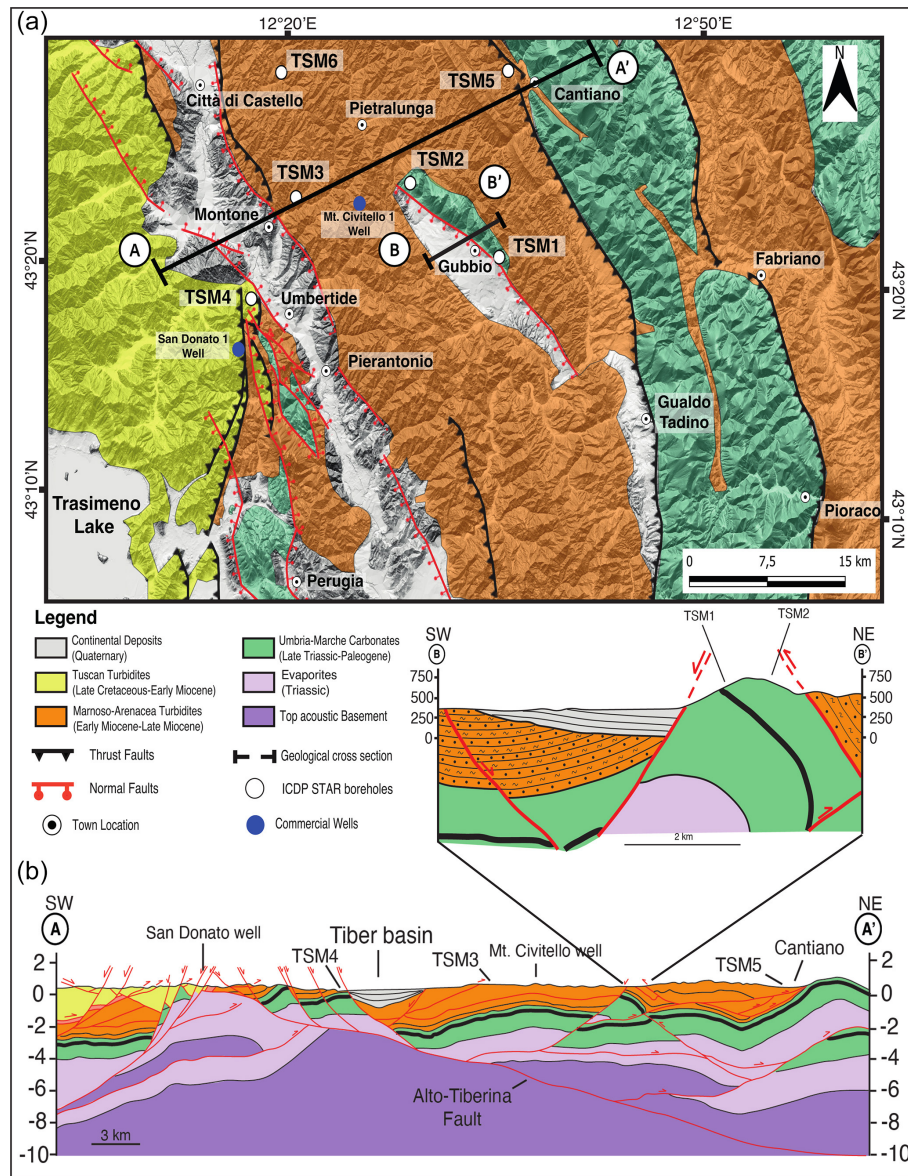 (a)
12°20'E
12°50'E
TSM6
TSM5
A'
N
Città di Castello
Cantiano
Pietralunga
TSM3
TSM2
B'
Montone
Mt. Civitello 1
Well
B
TSM1
A
Gubbio
Fabriano
43°20'N
43°20'N
TSM4
Umbertide
San Donato 1
Well
Pierantonio
Gualdo
Tadino
43°10'N
43°10'N
Trasimeno
Lake
Pioraco
Perugia
0 7,5 15 km
Legend
Continental Deposits
(Quaternary)
Tuscan Turbidites
(Late Cretaceous-Early Miocene)
Marnoso-Arenacea Turbidites
(Early Miocene-Late Miocene)
Thrust Faults
Normal Faults
Town Location
Umbria-Marche Carbonates
(Late Triassic-Paleogene)
Evaporites
(Triassic)
Top acoustic Basement
Geological cross section
ICDP STAR boreholes
Commercial Wells
SW
B
TSM1
TSM2
NE
B'
750
500
250
0
750
500
250
0
2 km
(b)
SW
A
San Donato well
TSM4
Tiber basin
TSM3
Mt. Civitello well
TSM5
Cantiano
NE
A'
2
0
-2
-4
-6
-8
-10
2
0
-2
-4
-6
-8
-10
Alto-Tiberina
Fault
3 km